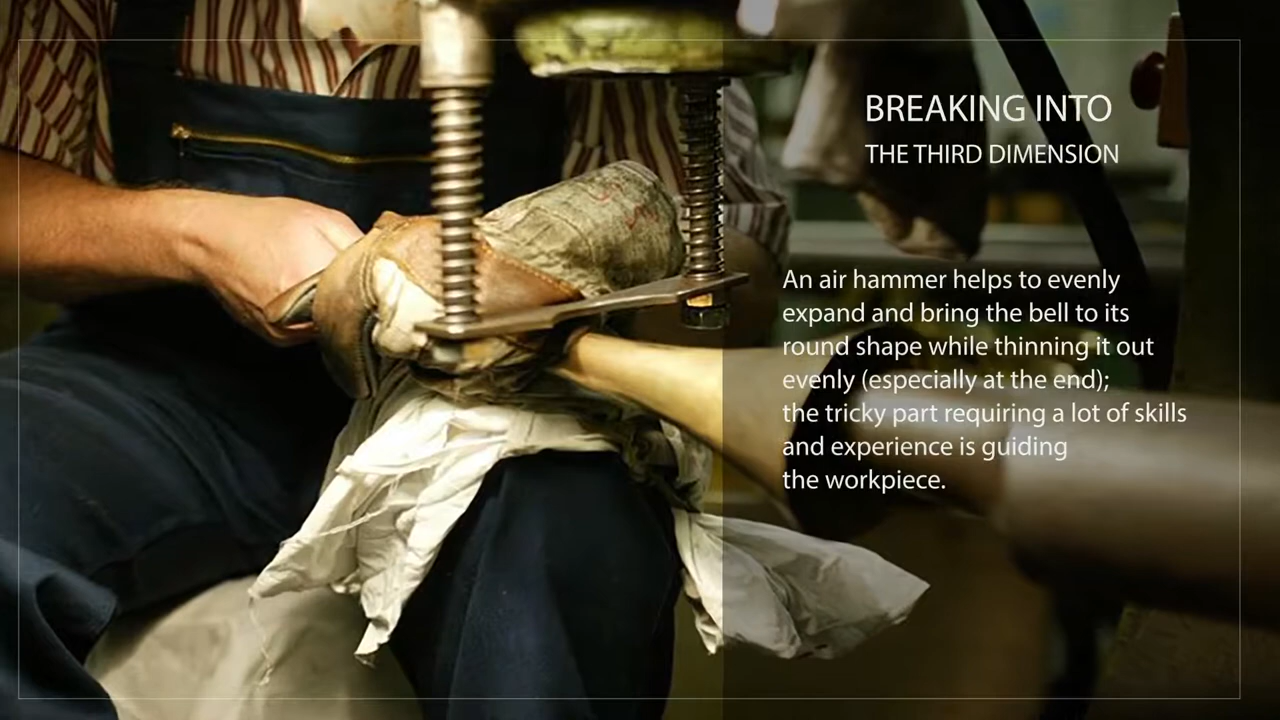 BREAKING INTO
THE THIRD DIMENSION
An air hammer helps to evenly
expand and bring the bell to its
round shape while thinning it out
evenly (especially at the end);
the tricky part requiring a lot of skills
and experience is guiding
the workpiece.